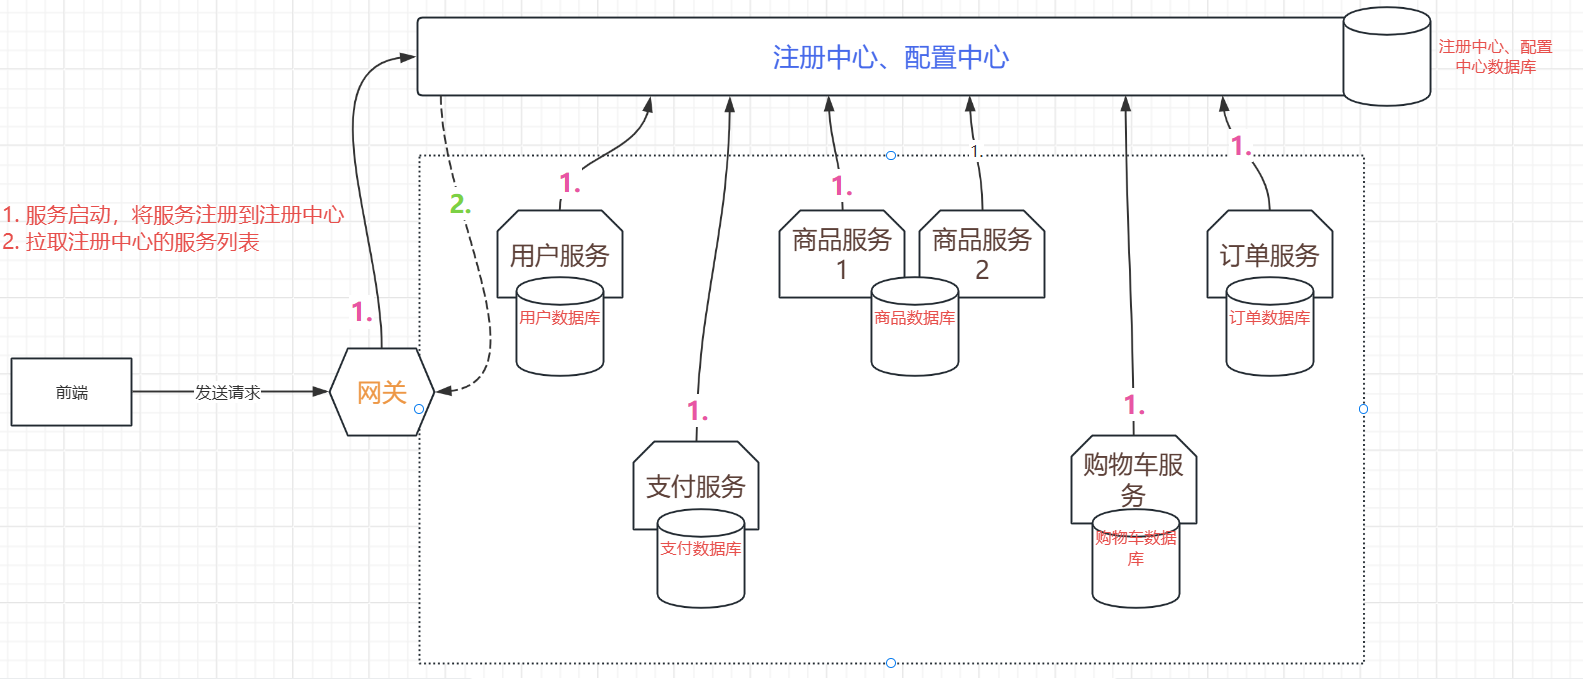 注册中心、配置中心
注册中心、配置
中心数据库
1.
1.
1.
2.
1.
1. 服务启动，将服务注册到注册中心
2. 拉取注册中心的服务列表
用户服务
用户数据库
商品服务
1
商品服务
2
商品数据库
订单服务
订单数据库
1.
前端
发送请求
网关
1.
1.
支付服务
支付数据库
购物车服
务
购物车数据
库